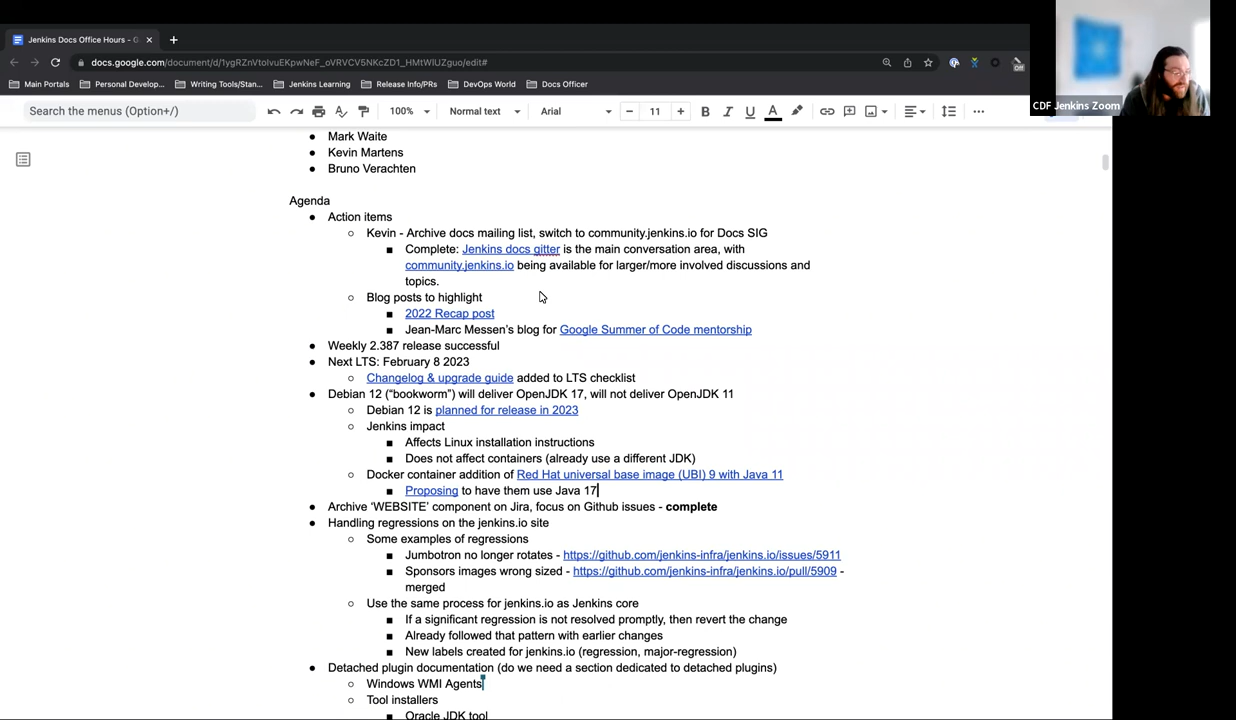 Jenkins Docs Office Hours - G
docs.google.com/document/d/1ygRZnVtolvuEKpwNeF_oVRVCV5NKcZD1_HMtWlUZguo/edit#
Main Portals Personal Develop... Writing Tools/Stan... Jenkins Learning Release Info/PRs DevOps World Docs Officer
Off
CDF Jenkins Zoom
Search the menus (Option+/) 100% Normal text Arial 11 B I U A
Mark Waite
Kevin Martens
Bruno Verachten
Agenda
Action items
Kevin - Archive docs mailing list, switch to community.jenkins.io for Docs SIG
Complete: Jenkins docs gitter is the main conversation area, with
community.jenkins.io being available for larger/more involved discussions and
topics.
Blog posts to highlight
2022 Recap post
Jean-Marc Messen's blog for Google Summer of Code mentorship
Weekly 2.387 release successful
Next LTS: February 8 2023
Changelog & upgrade guide added to LTS checklist
Debian 12 ("bookworm") will deliver OpenJDK 17, will not deliver OpenJDK 11
Debian 12 is planned for release in 2023
Jenkins impact
Affects Linux installation instructions
Does not affect containers (already use a different JDK)
Docker container addition of Red Hat universal base image (UBI) 9 with Java 11
Proposing to have them use Java 17
Archive 'WEBSITE' component on Jira, focus on Github issues - complete
Handling regressions on the jenkins.io site
Some examples of regressions
Jumbotron no longer rotates - https://github.com/jenkins-infra/jenkins.io/issues/5911
Sponsors images wrong sized - https://github.com/jenkins-infra/jenkins.io/pull/5909 -
merged
Use the same process for jenkins.io as Jenkins core
If a significant regression is not resolved promptly, then revert the change
Already followed that pattern with earlier changes
New labels created for jenkins.io (regression, major-regression)
Detached plugin documentation (do we need a section dedicated to detached plugins)
Windows WMI Agents
Tool installers
Oracle JDK tool